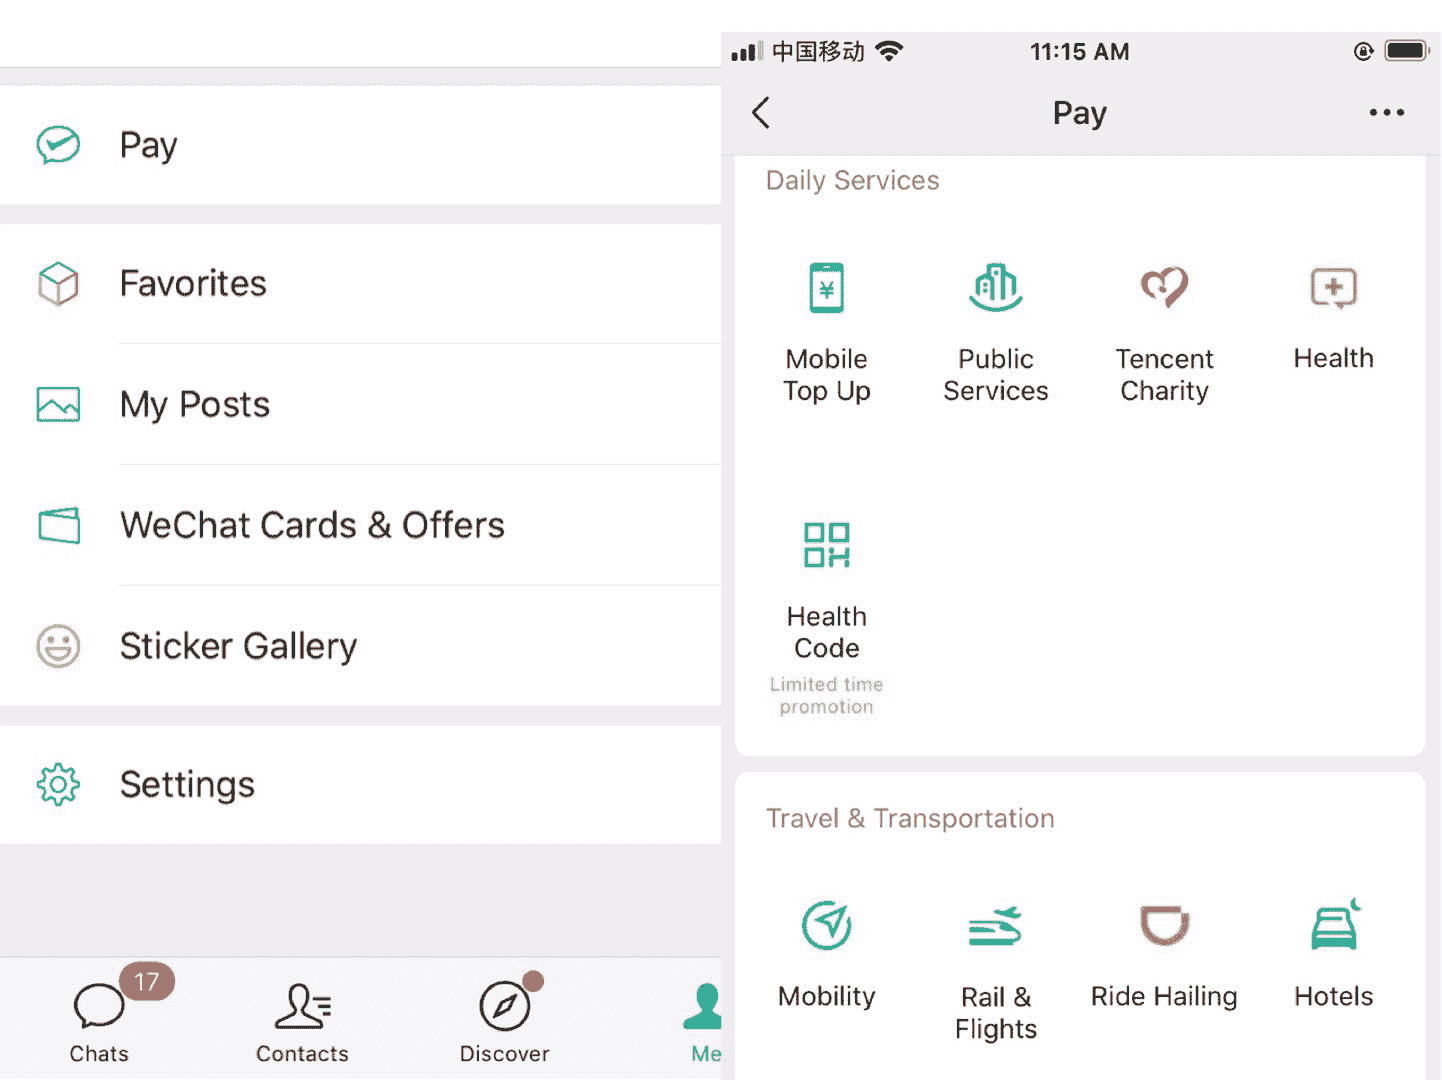 Pay
Favorites
My Posts
WeChat Cards & Offers
Sticker Gallery
Settings
17
Chats
Contacts
Discover
Me
中国移动
11:15 AM
Pay
Daily Services
¥
Mobile
Top Up
Public
Services
Tencent
Charity
Health
Health
Code
Limited time
promotion
Travel & Transportation
Mobility
Rail &
Flights
Ride Hailing
Hotels